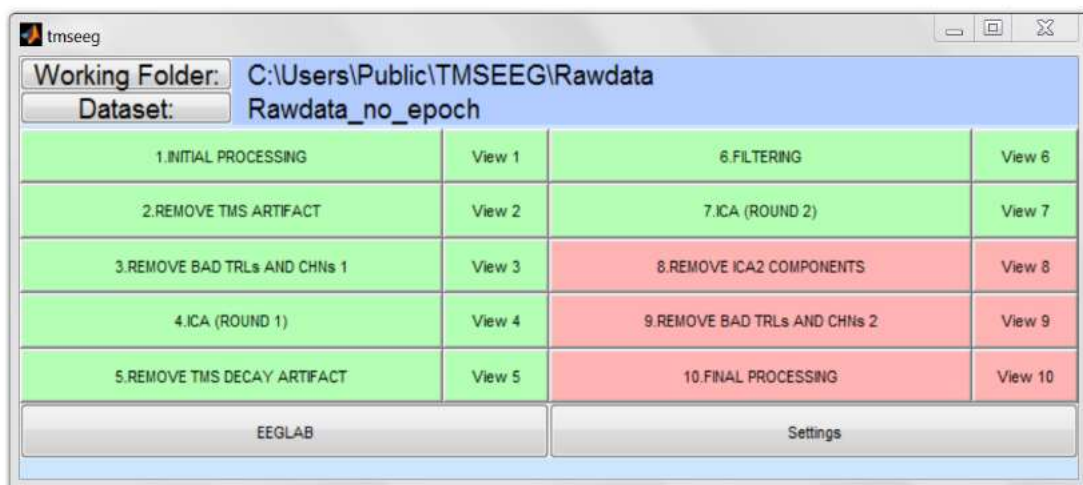 tmseeg
Working Folder: C:\Users\Public\TMSEEG\Rawdata
Dataset: Rawdata_no_epoch
1.INITIAL PROCESSING View 1 6.FILTERING View 6
2.REMOVE TMS ARTIFACT View 2 7.ICA (ROUND 2) View 7
3.REMOVE BAD TRLs AND CHNs 1 View 3 8.REMOVE ICA2 COMPONENTS View 8
4.ICA (ROUND 1) View 4 9.REMOVE BAD TRLs AND CHNs 2 View 9
5.REMOVE TMS DECAY ARTIFACT View 5 10.FINAL PROCESSING View 10
EEGLAB Settings